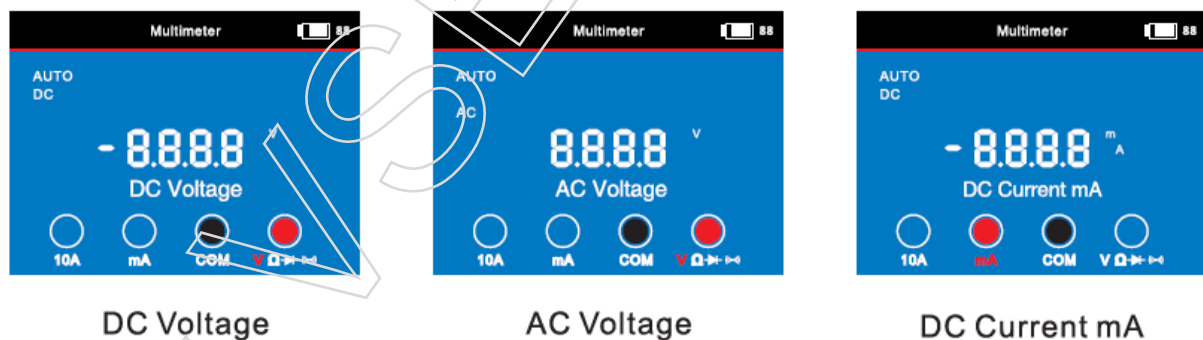 Multimeter 88
AUTO
DC
- 8.8.8.8 V
DC Voltage
10A mA COM V Ω
DC Voltage
Multimeter 88
AUTO
AC
8.8.8.8 V
AC Voltage
10A mA COM V Ω
AC Voltage
Multimeter 88
AUTO
DC
- 8.8.8.8 m A
DC Current mA
10A mA COM V Ω
DC Current mA